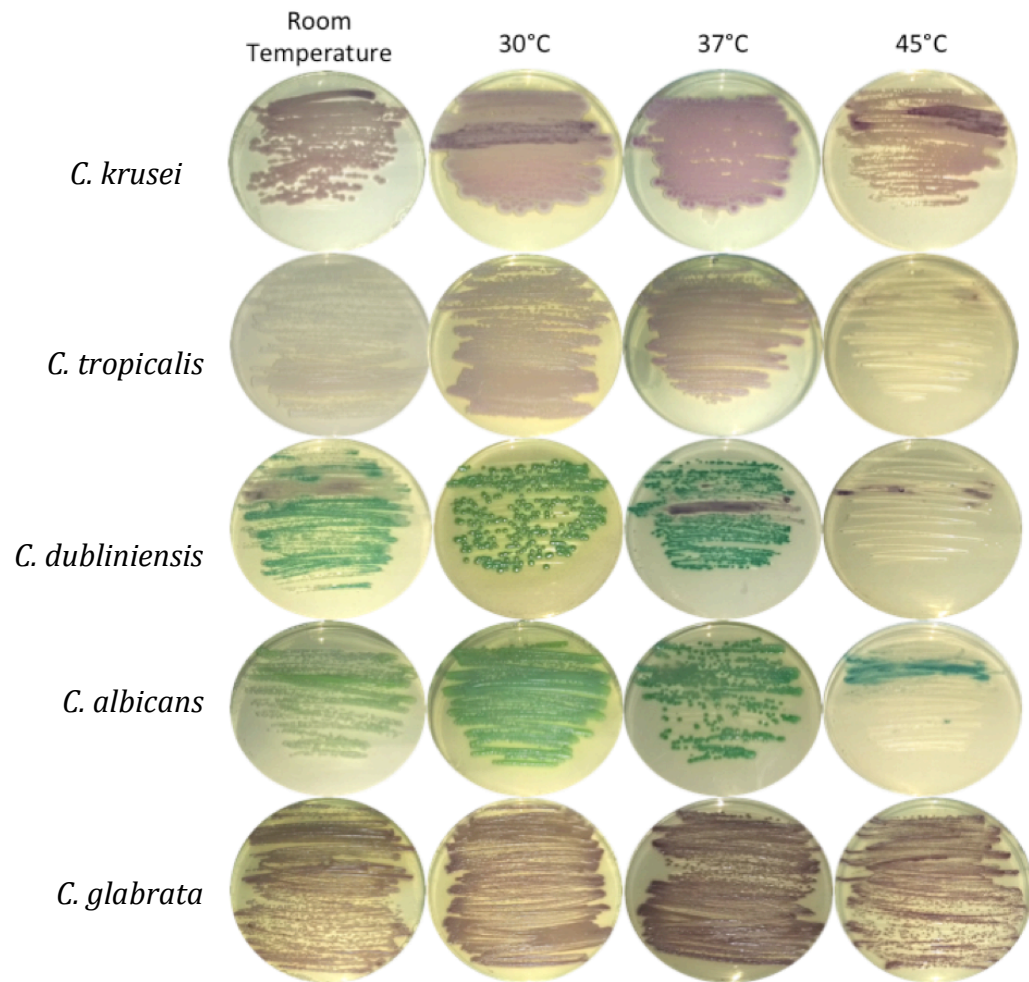 Room
Temperature
30°C
37°C
45°C
C. krusei
C. tropicalis
C. dubliniensis
C. albicans
C. glabrata